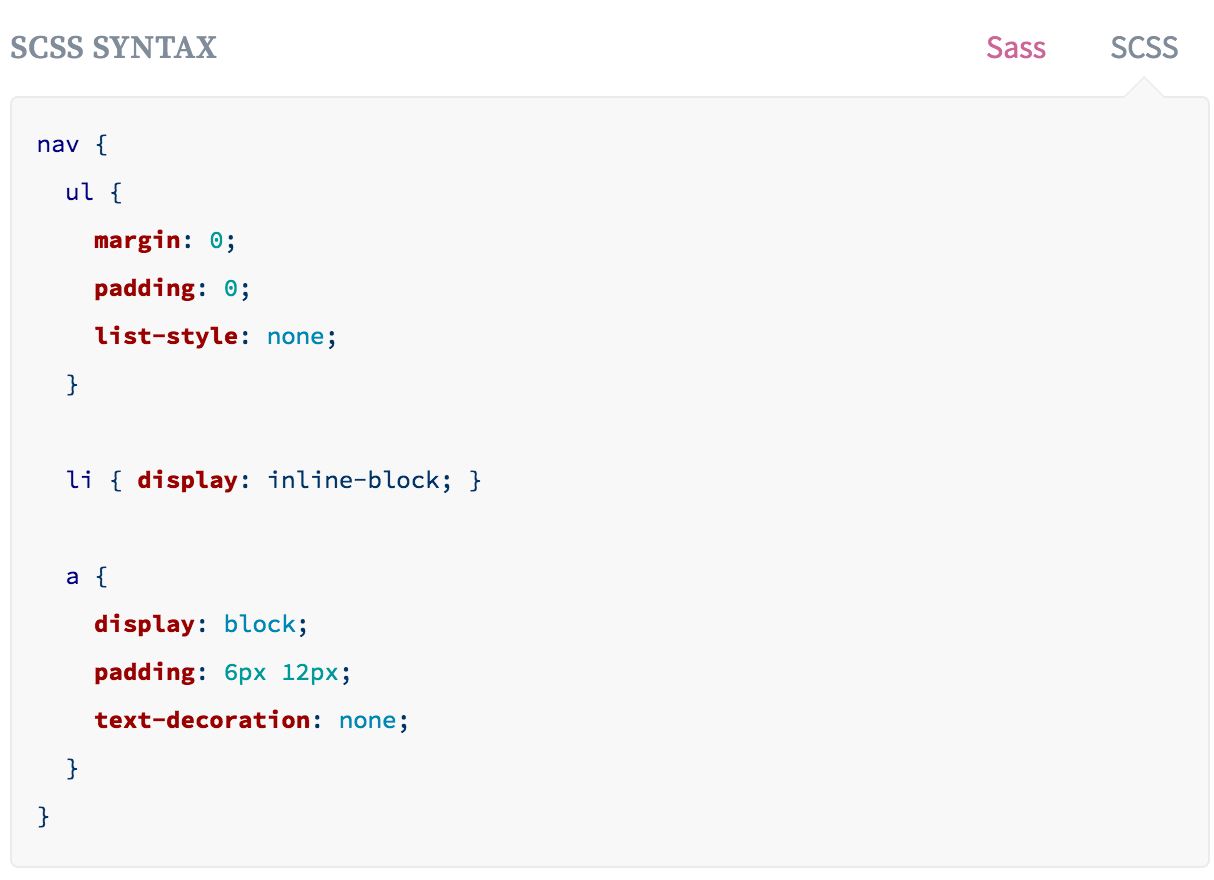 SCSS SYNTAX Sass SCSS
nav {
  ul {
    margin: 0;
    padding: 0;
    list-style: none;
  }

  li { display: inline-block; }

  a {
    display: block;
    padding: 6px 12px;
    text-decoration: none;
  }
}